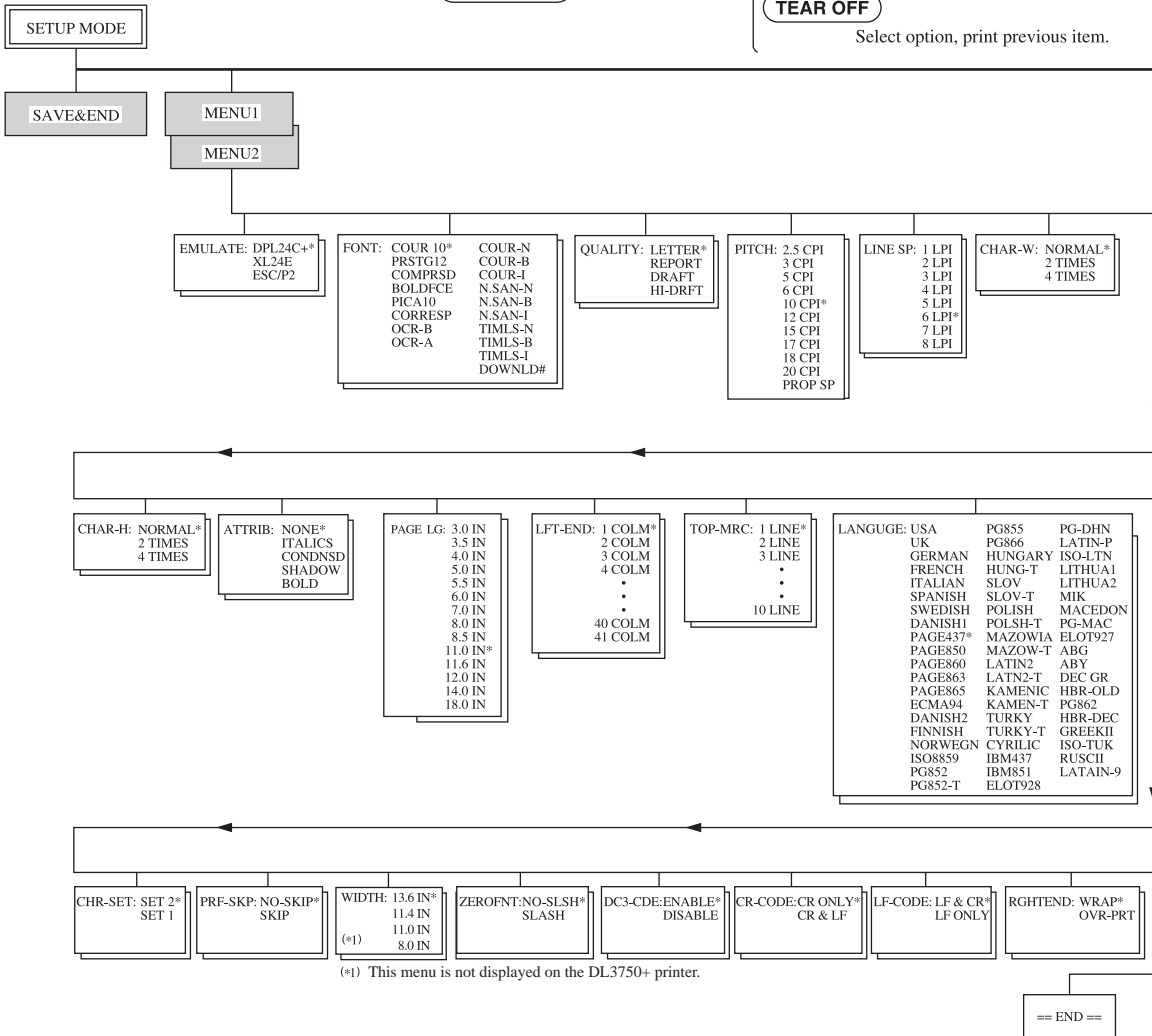 TEAR OFF
Select option, print previous item.
SETUP MODE
SAVE&END
MENU1
MENU2
EMULATE: DPL24C+*
XL24E
ESC/P2
FONT: COUR 10* COUR-N
PRSTG12 COUR-B
COMPRSD COUR-I
BOLDFCE N.SAN-N
PICA10 N.SAN-B
CORRESP N.SAN-I
OCR-B TIMLS-N
OCR-A TIMLS-B
TIMLS-I
DOWNLD#
QUALITY: LETTER*
REPORT
DRAFT
HI-DRFT
PITCH: 2.5 CPI
3 CPI
5 CPI
6 CPI
10 CPI*
12 CPI
15 CPI
17 CPI
18 CPI
20 CPI
PROP SP
LINE SP: 1 LPI
2 LPI
3 LPI
4 LPI
5 LPI
6 LPI*
7 LPI
8 LPI
CHAR-W: NORMAL*
2 TIMES
4 TIMES
CHAR-H: NORMAL*
2 TIMES
4 TIMES
ATTRIB: NONE*
ITALICS
CONDNSD
SHADOW
BOLD
PAGE LG: 3.0 IN
3.5 IN
4.0 IN
5.0 IN
5.5 IN
6.0 IN
7.0 IN
8.0 IN
8.5 IN
11.0 IN*
11.6 IN
12.0 IN
14.0 IN
18.0 IN
LFT-END: 1 COLM*
2 COLM
3 COLM
4 COLM
•
•
•
40 COLM
41 COLM
TOP-MRC: 1 LINE*
2 LINE
3 LINE
•
•
•
10 LINE
LANGUGE: USA PG855 PG-DHN
UK PG866 LATIN-P
GERMAN HUNGARY ISO-LTN
FRENCH HUNG-T LITHUA1
ITALIAN SLOV LITHUA2
SPANISH SLOV-T MIK
SWEDISH POLISH MACEDON
DANISH1 POLSH-T PG-MAC
PAGE437* MAZOWIA ELOT927
PAGE850 MAZOW-T ABG
PAGE860 LATIN2 ABY
PAGE863 LATN2-T DEC GR
PAGE865 KAMENIC HBR-OLD
ECMA94 KAMEN-T PG862
DANISH2 TURKY HBR-DEC
FINNISH TURKY-T GREEKII
NORWEGN CYRILIC ISO-TUK
ISO8859 IBM437 RUSCII
PG852 IBM851 LATAIN-9
PG852-T ELOT928
CHR-SET: SET 2*
SET 1
PRF-SKP: NO-SKIP*
SKIP
WIDTH: 13.6 IN*
11.4 IN
11.0 IN
(*1) 8.0 IN
ZEROFNT:NO-SLSH*
SLASH
DC3-CDE:ENABLE*
DISABLE
CR-CODE:CR ONLY*
CR & LF
LF-CODE: LF & CR*
LF ONLY
RGHTEND: WRAP*
OVR-PRT
(*1) This menu is not displayed on the DL3750+ printer.
== END ==